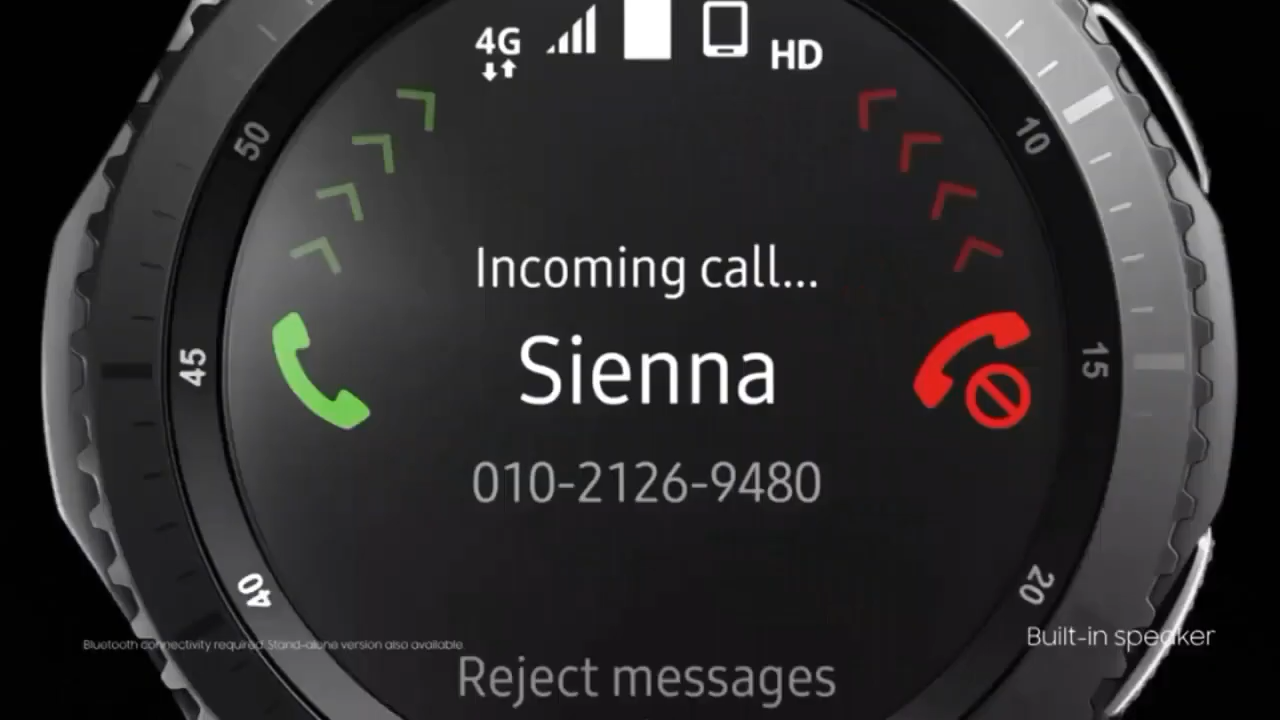 4G
HD
50
10
Incoming call...
Sienna
45
15
010-2126-9480
40
20
Bluetooth connectivity required. Stand-alone version also available.
Built-in speaker
Reject messages